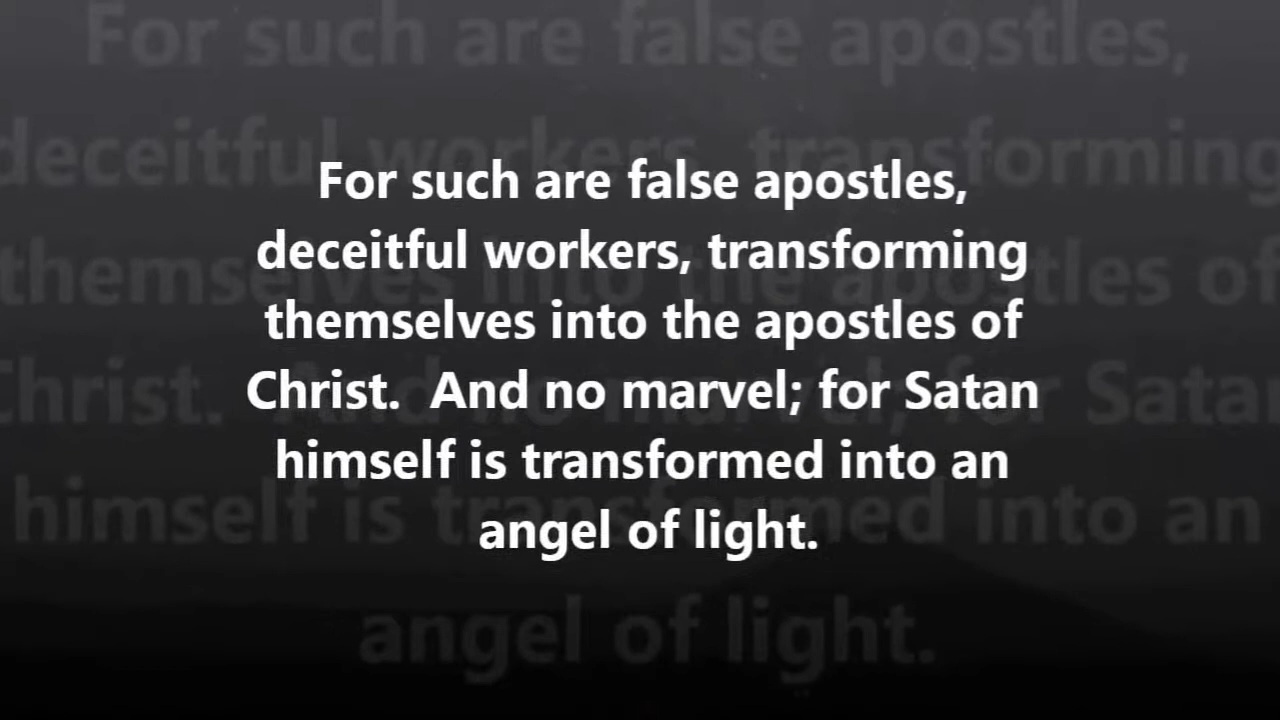 For such are false apostles,
deceitful workers, transforming
themselves into the apostles of
Christ.  And no marvel; for Satan
himself is transformed into an
angel of light.